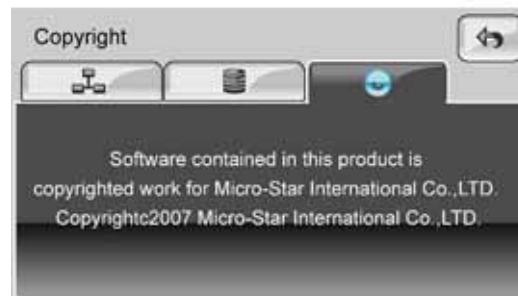 Copyright
Software contained in this product is
copyrighted work for Micro-Star International Co.,LTD.
Copyrightc2007 Micro-Star International Co.,LTD.